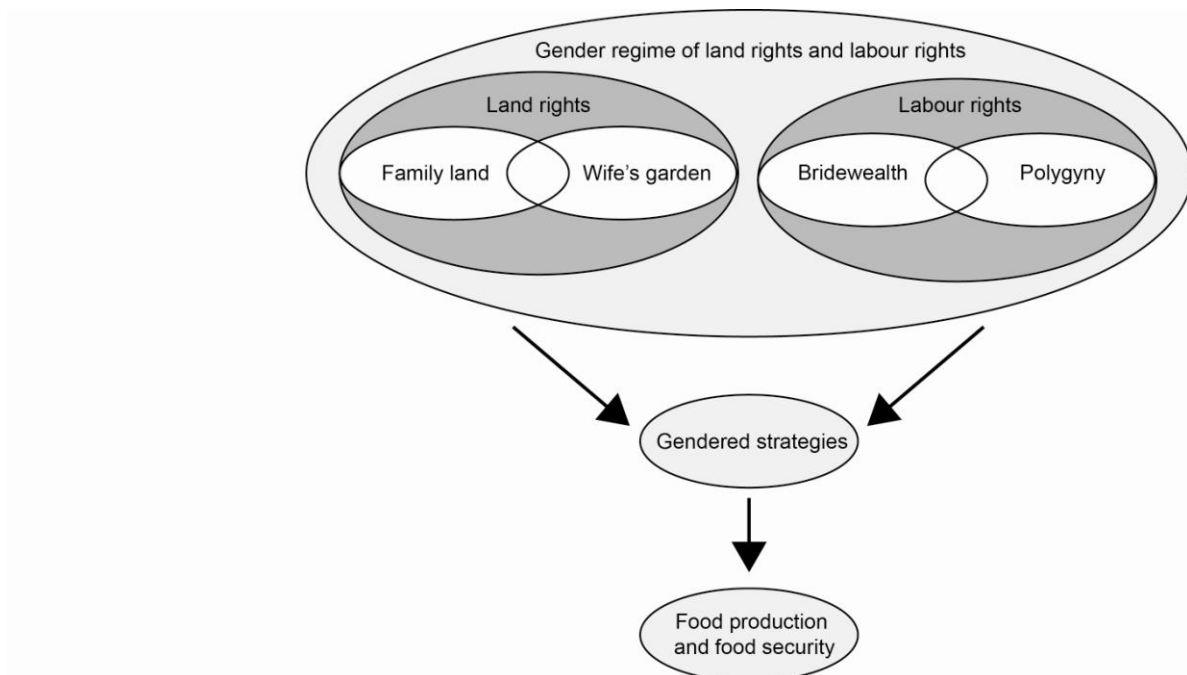 Gender regime of land rights and labour rights
Land rights
Labour rights
Family land
Wife's garden
Bridewealth
Polygyny
Gendered strategies
Food production
and food security